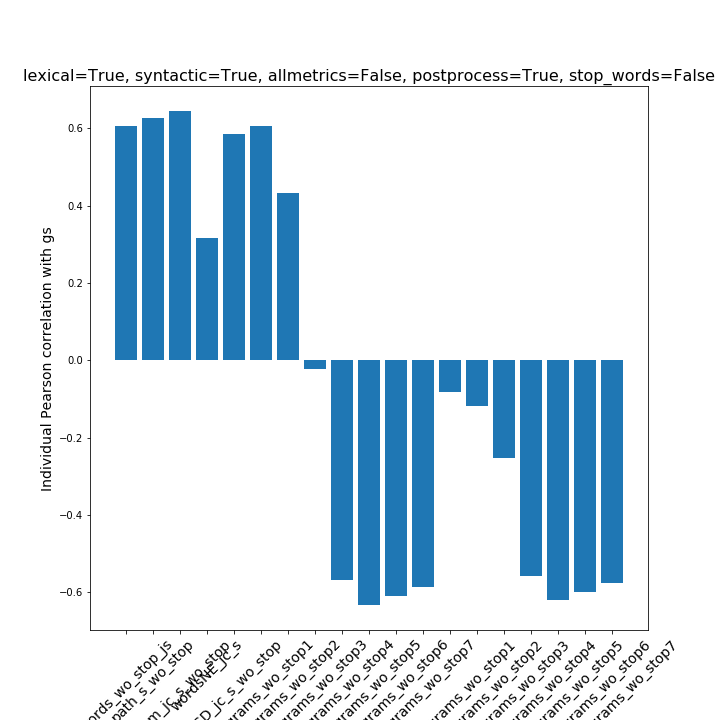 lexical=True, syntactic=True, allmetrics=False, postprocess=True, stop_words=False
Individual Pearson correlation with gs
0.6
0.4
0.2
0.0
−0.2
−0.4
−0.6
ords_wo_stop_js
path_s_wo_stop
m_jc_s_wo_stop
wordsNE_jc_s
SD_jc_s_wo_stop
rams_wo_stop1
rams_wo_stop2
rams_wo_stop3
rams_wo_stop4
rams_wo_stop5
rams_wo_stop6
rams_wo_stop7
rams_wo_stop1
rams_wo_stop2
rams_wo_stop3
rams_wo_stop4
rams_wo_stop5
rams_wo_stop6
rams_wo_stop7